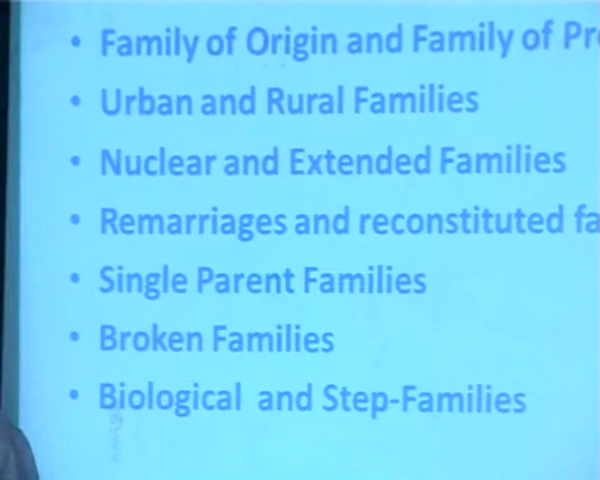 • Family of Origin and Family of
• Urban and Rural Families
• Nuclear and Extended Families
• Remarriages and reconstituted
• Single Parent Families
• Broken Families
• Biological and Step-Families